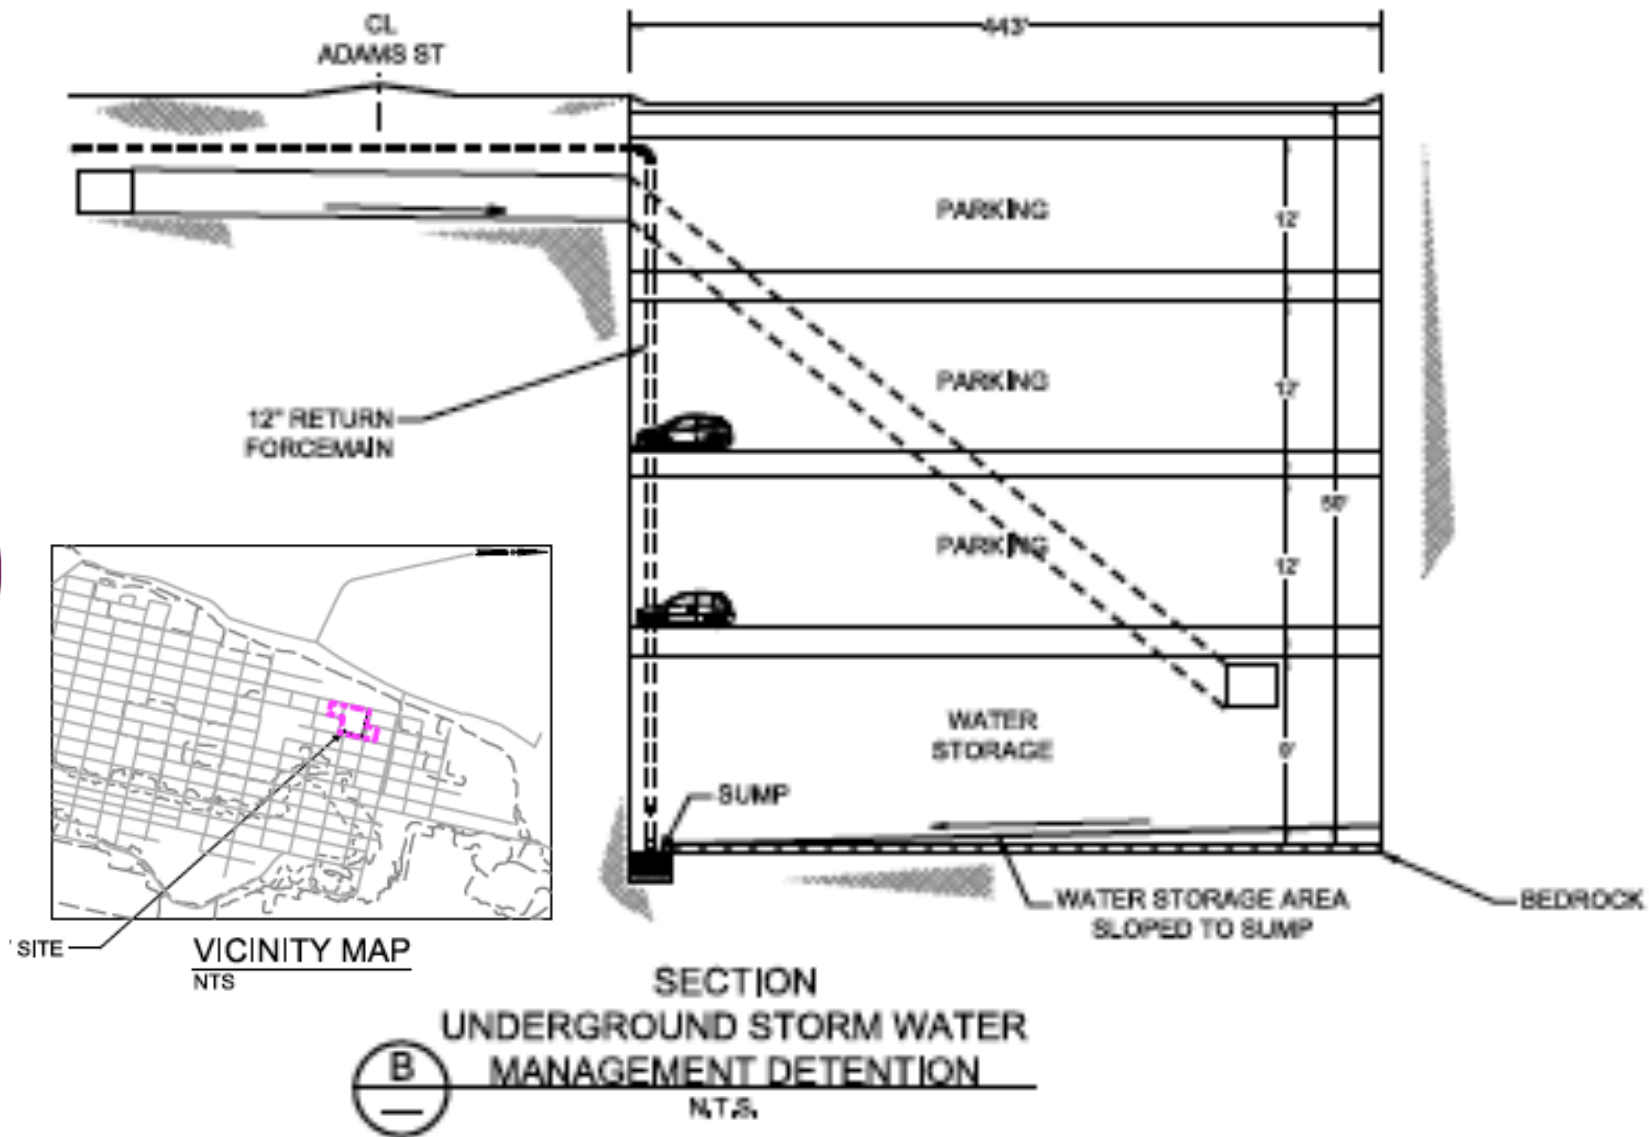 CL
ADAMS ST
443'
PARKING
12'
PARKING
12'
12" RETURN
FORCEMAIN
50'
PARKING
12'
WATER
STORAGE
9'
SUMP
WATER STORAGE AREA
SLOPED TO SUMP
BEDROCK
SITE
VICINITY MAP
NTS
SECTION
UNDERGROUND STORM WATER
B MANAGEMENT DETENTION
N.T.S.